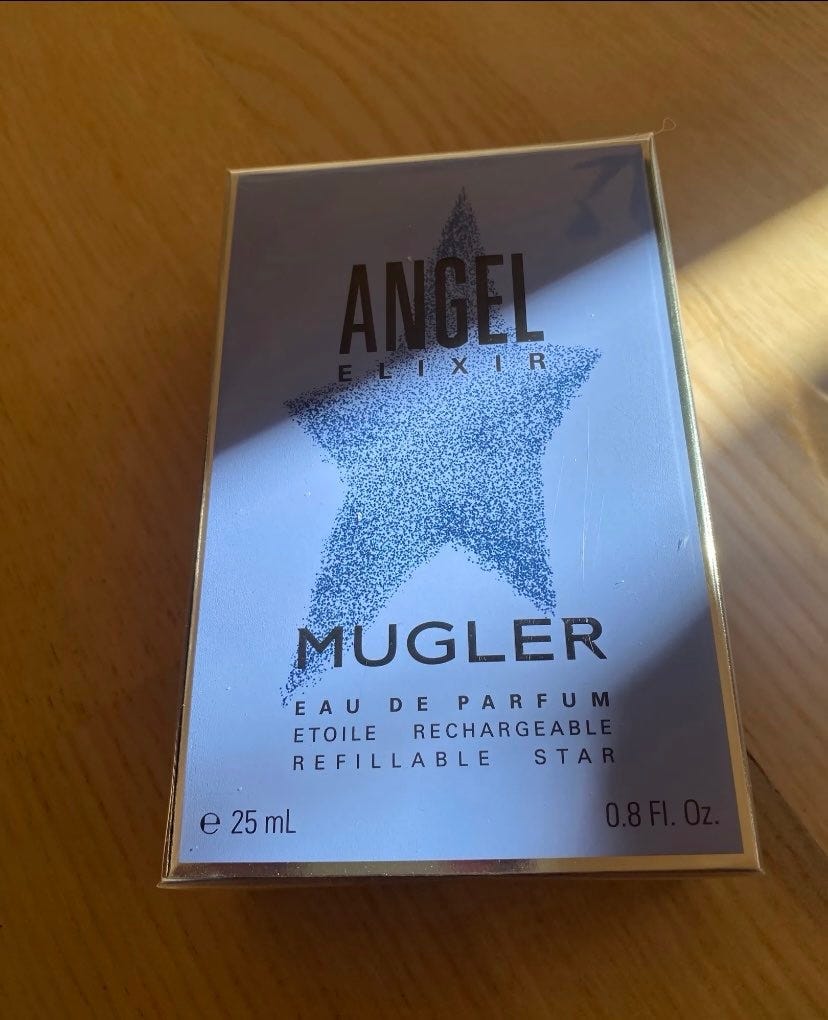 ANGEL
ELIXIR
MUGLER
EAU DE PARFUM
ETOILE RECHARGEABLE
REFILLABLE STAR
℮ 25 mL 0.8 Fl. Oz.